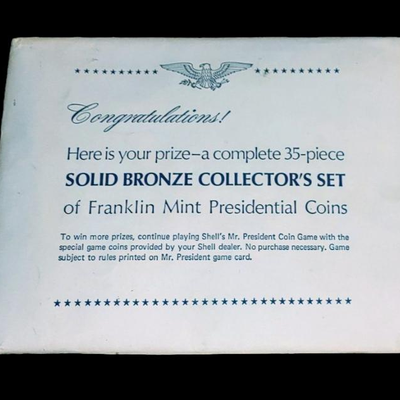 Congratulations!
Here is your prize—a complete 35-piece
SOLID BRONZE COLLECTOR'S SET
of Franklin Mint Presidential Coins
To win more prizes, continue playing Shell's Mr. President Coin Game with the
special game coins provided by your Shell dealer. No purchase necessary. Game
subject to rules printed on Mr. President game card.